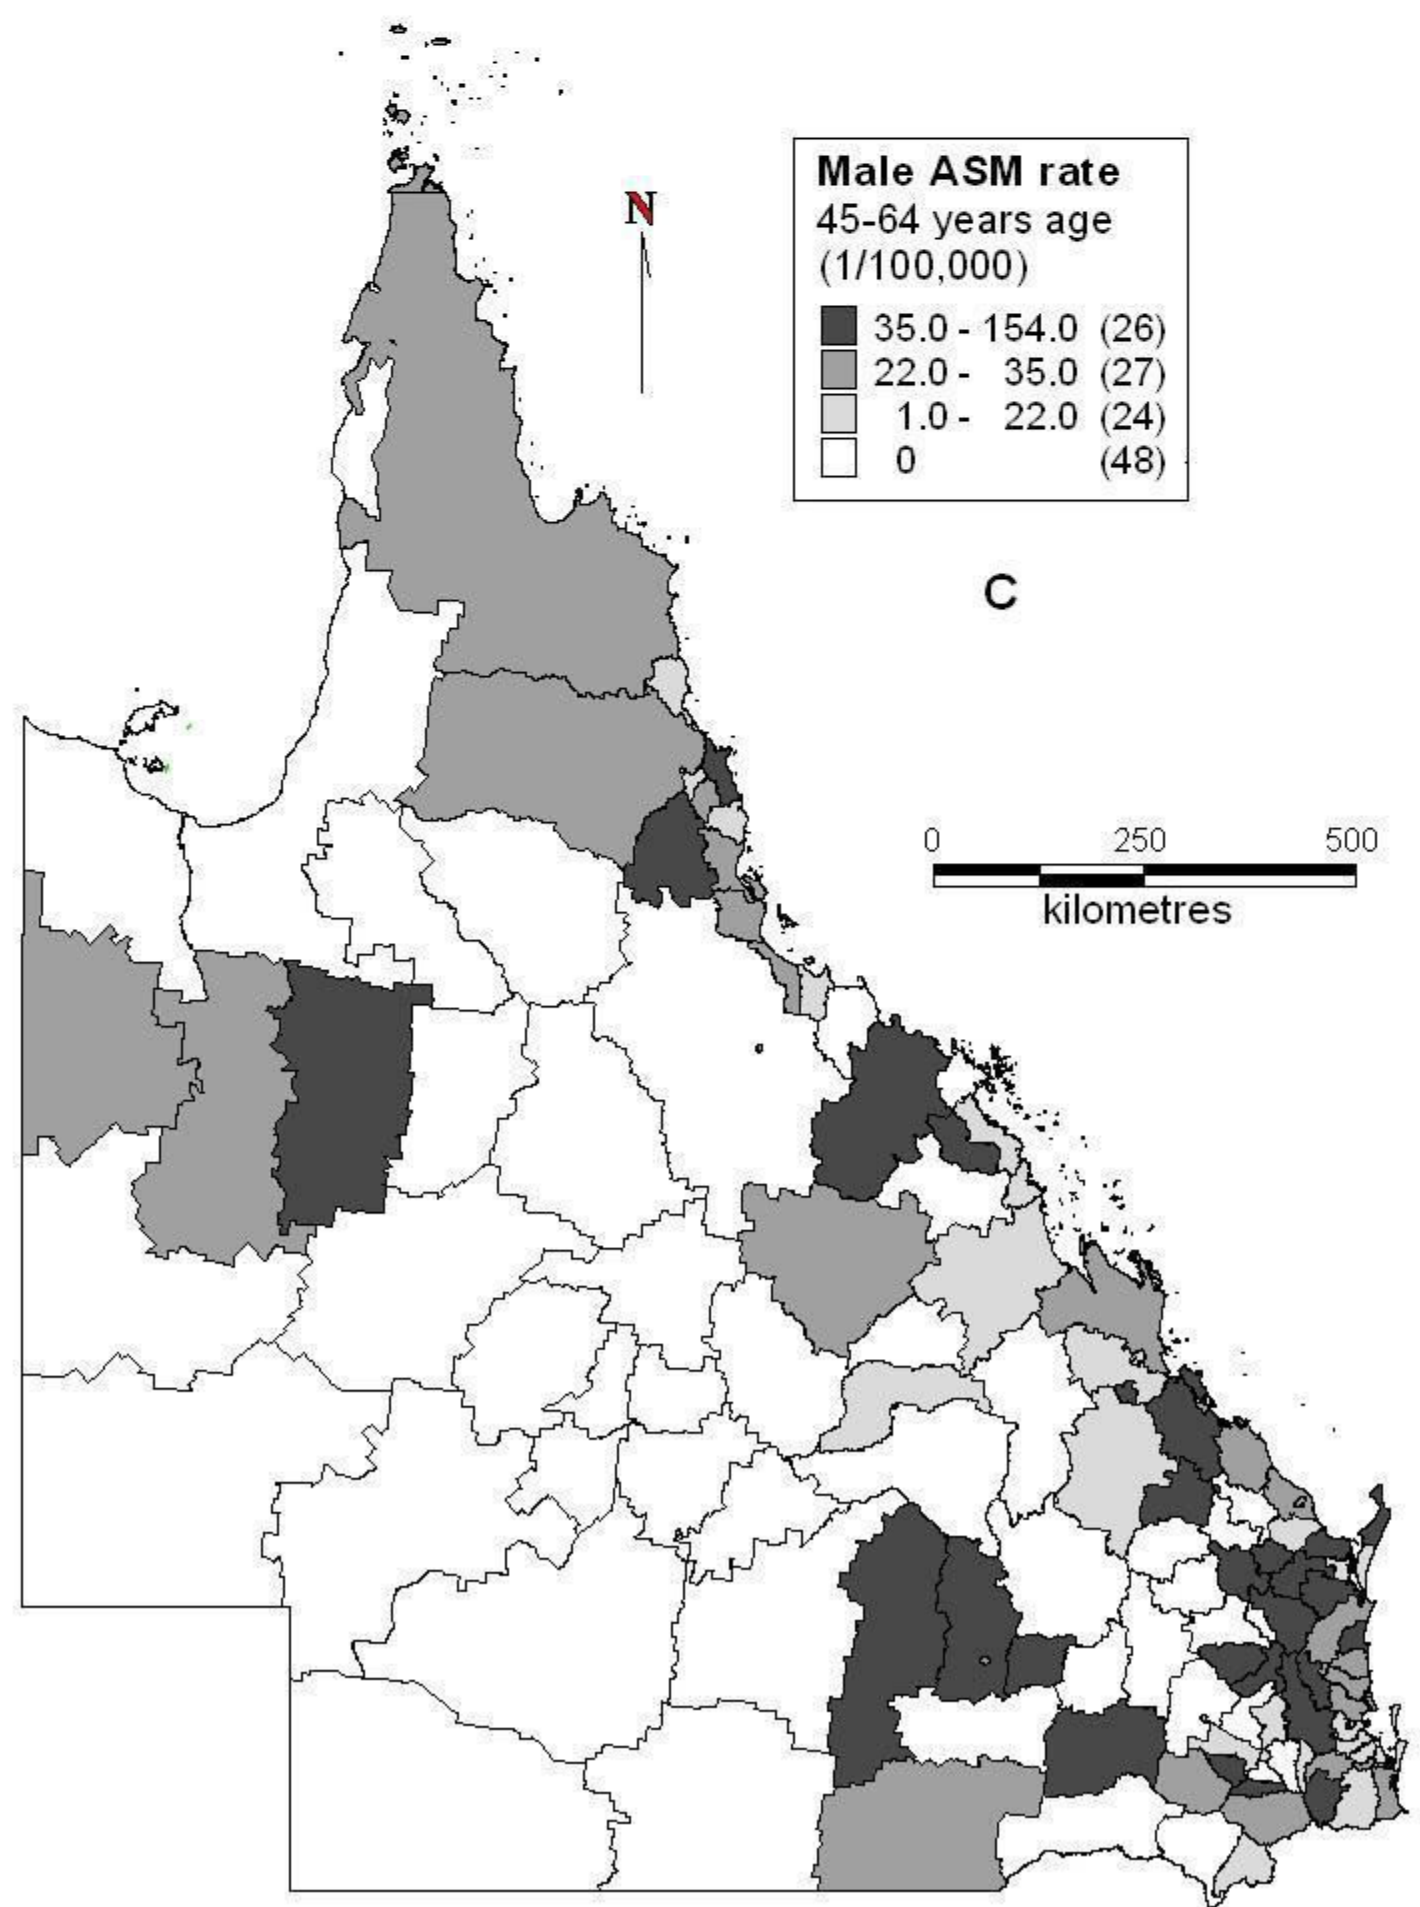 N
Male ASM rate
45-64 years age
(1/100,000)
35.0 - 154.0 (26)
22.0 - 35.0 (27)
1.0 - 22.0 (24)
0 (48)
C
0 250 500
kilometres